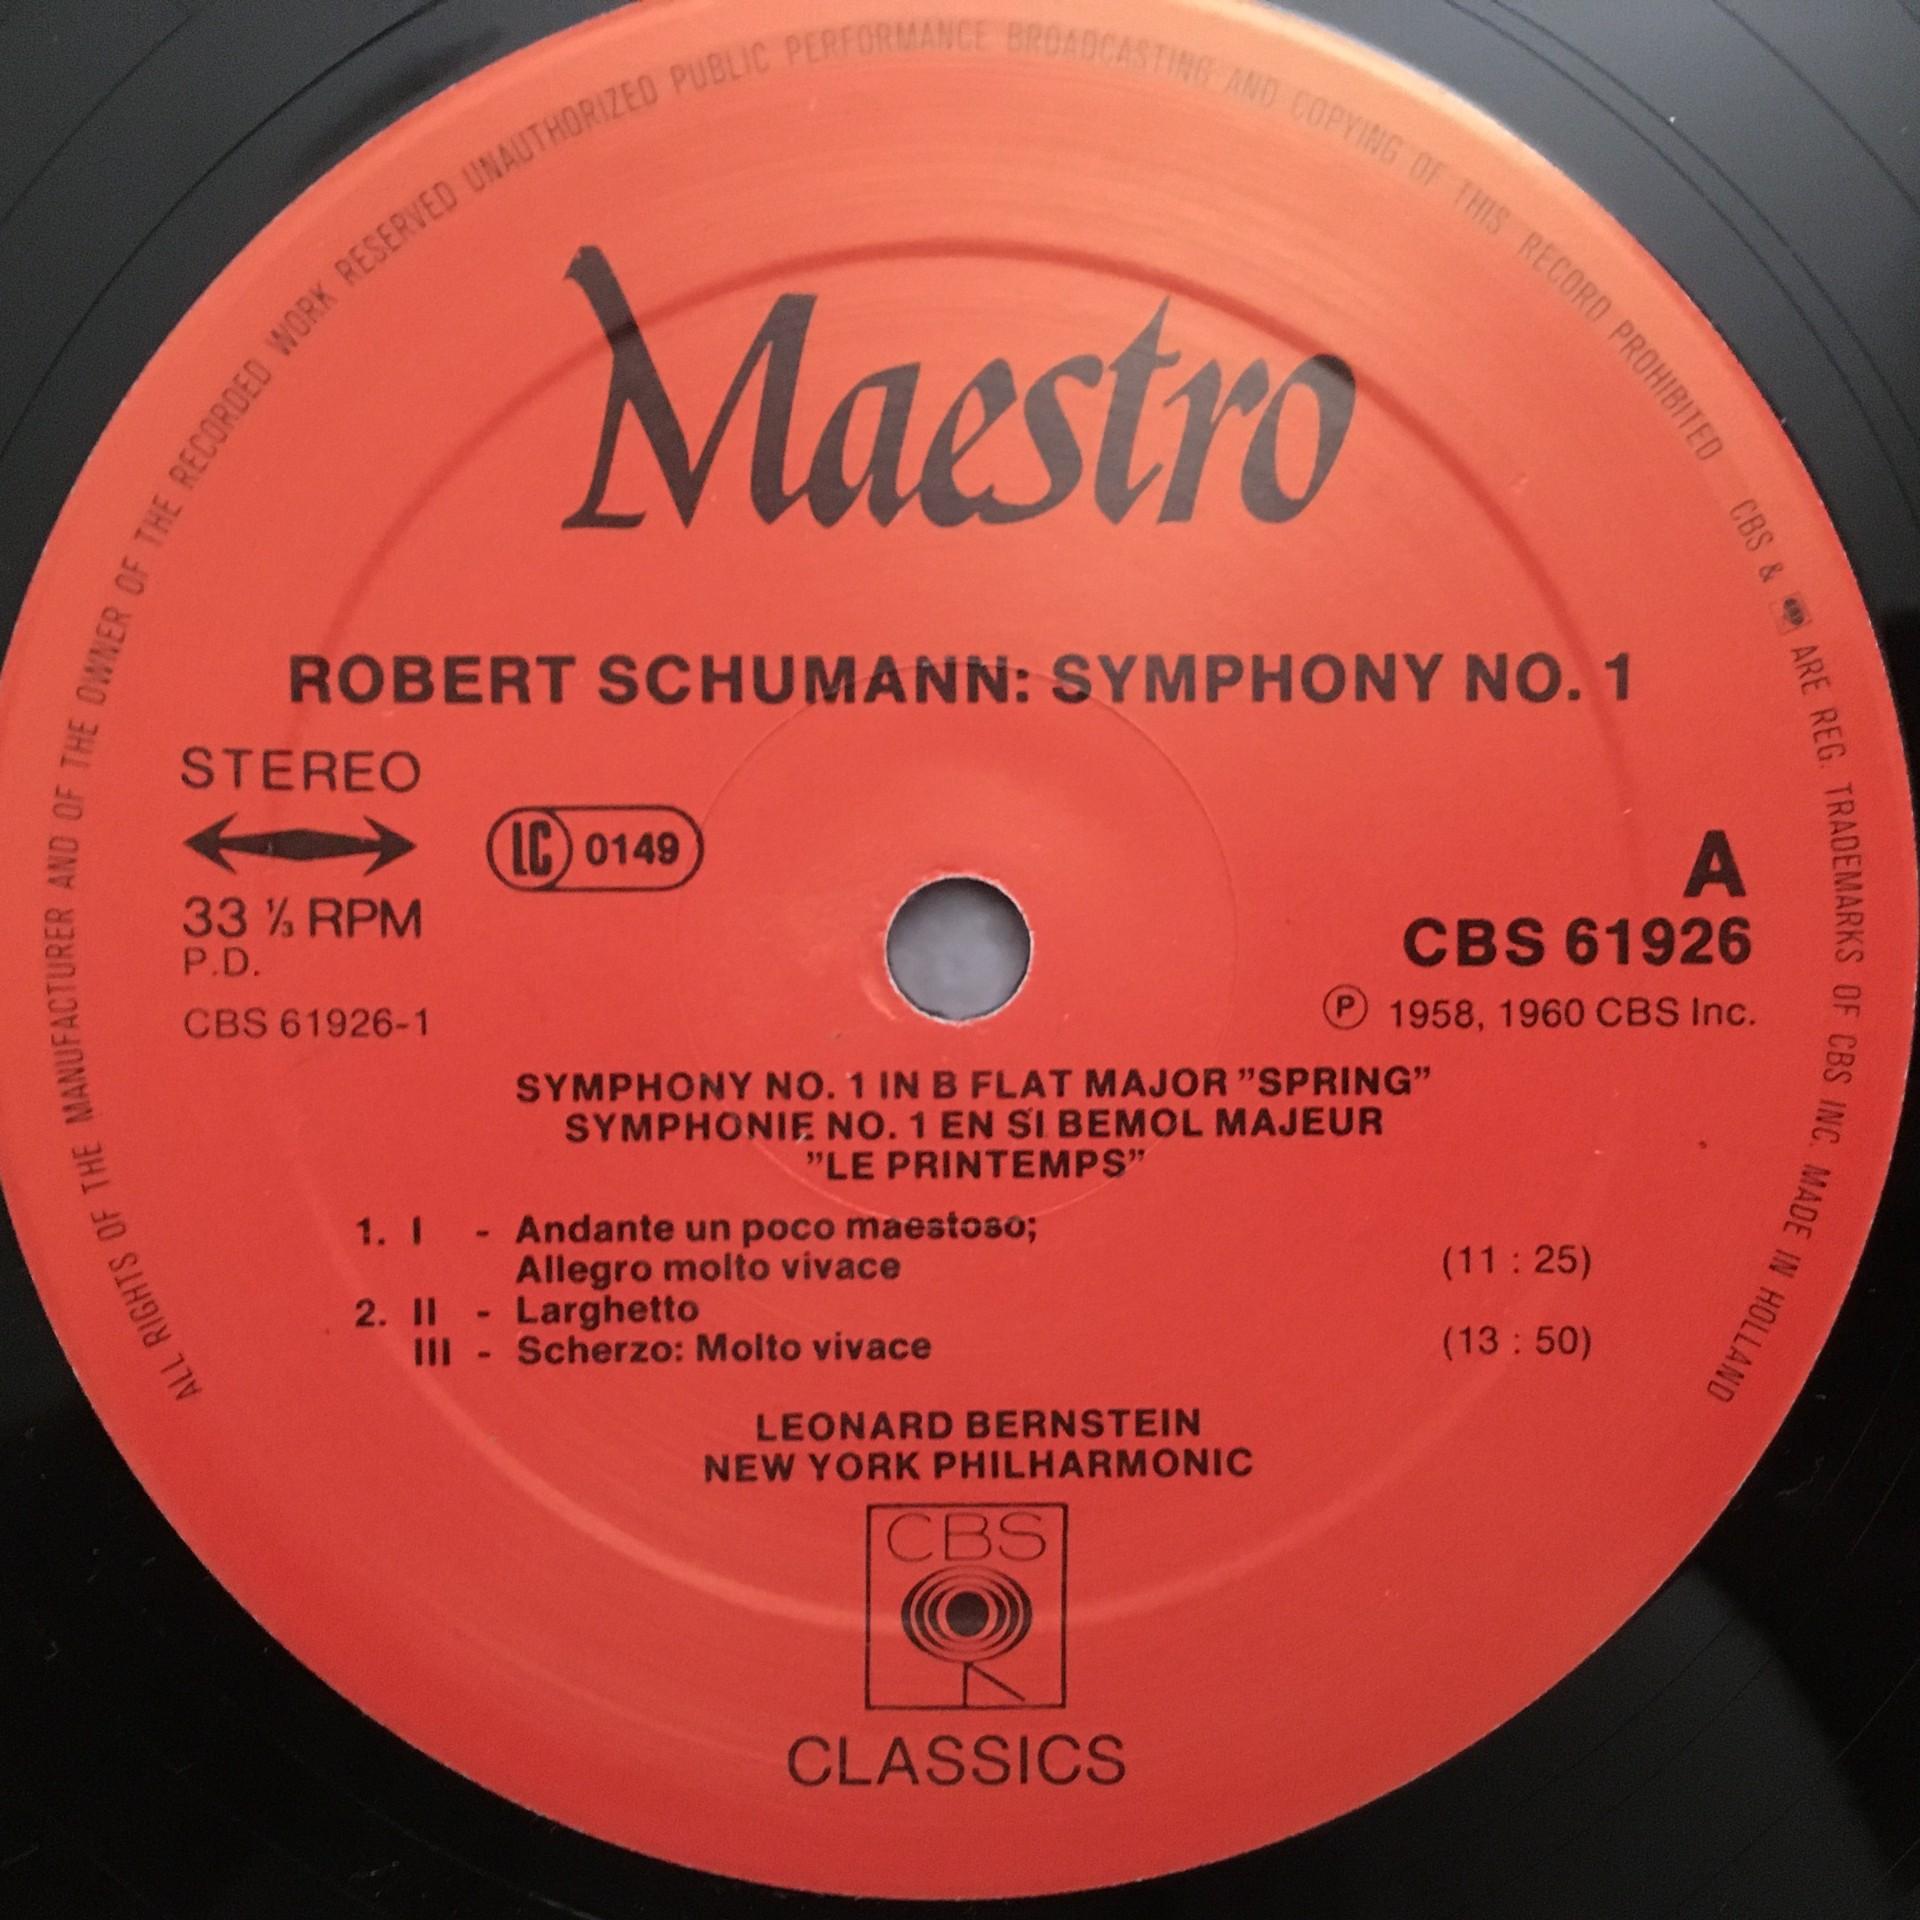 ALL RIGHTS OF THE MANUFACTURER AND OF THE OWNER OF THE RECORDED WORK RESERVED UNAUTHORIZED PUBLIC PERFORMANCE BROADCASTING AND COPYING OF THIS RECORD PROHIBITED CBS & ARE REG. TRADEMARKS OF CBS INC. MADE IN HOLLAND
Maestro
ROBERT SCHUMANN: SYMPHONY NO. 1
STEREO
LC 0149
33 ⅓ RPM
P.D.
CBS 61926-1
A
CBS 61926
Ⓟ 1958, 1960 CBS Inc.
SYMPHONY NO. 1 IN B FLAT MAJOR ”SPRING”
SYMPHONIE NO. 1 EN SI BEMOL MAJEUR
”LE PRINTEMPS”
1. I - Andante un poco maestoso;
Allegro molto vivace (11 : 25)
2. II - Larghetto
III - Scherzo: Molto vivace (13 : 50)
LEONARD BERNSTEIN
NEW YORK PHILHARMONIC
CBS
CLASSICS